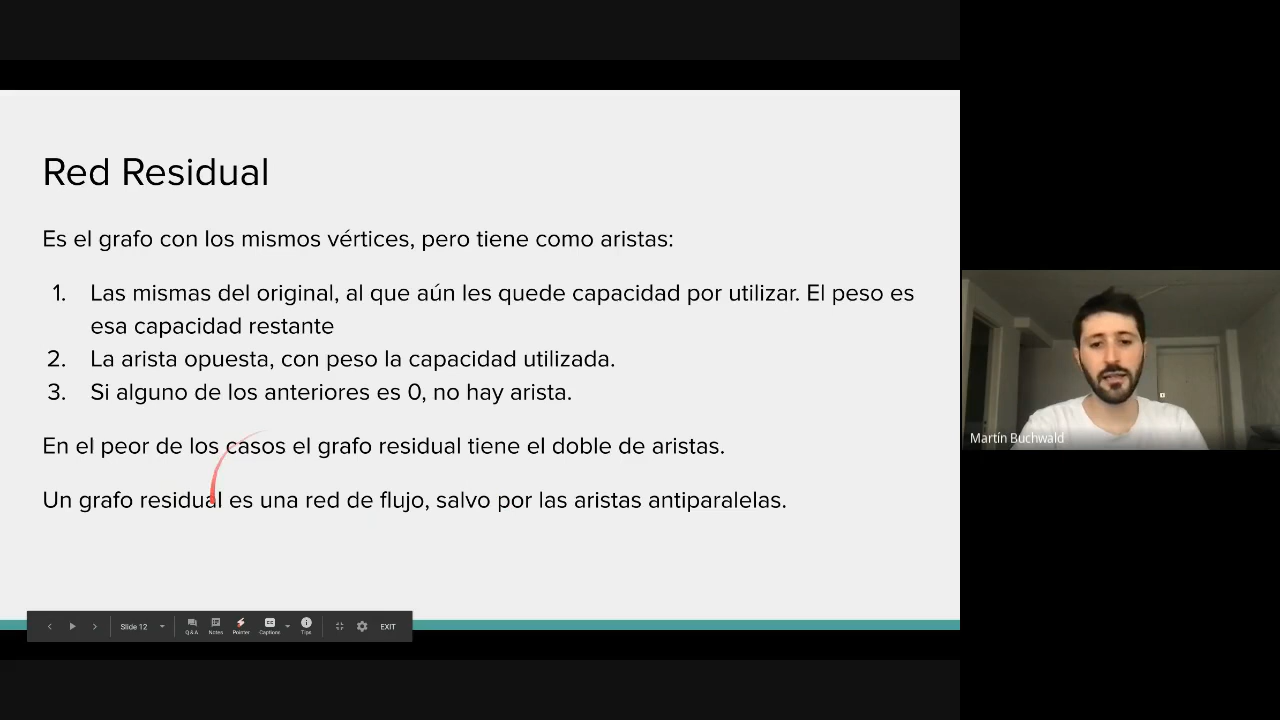 Red Residual
Es el grafo con los mismos vértices, pero tiene como aristas:
1. Las mismas del original, al que aún les quede capacidad por utilizar. El peso es
esa capacidad restante
2. La arista opuesta, con peso la capacidad utilizada.
3. Si alguno de los anteriores es 0, no hay arista.
En el peor de los casos el grafo residual tiene el doble de aristas.
Un grafo residual es una red de flujo, salvo por las aristas antiparalelas.
Martín Buchwald
Slide 12
Q&A
Notes
Pointer
Captions
Tips
EXIT